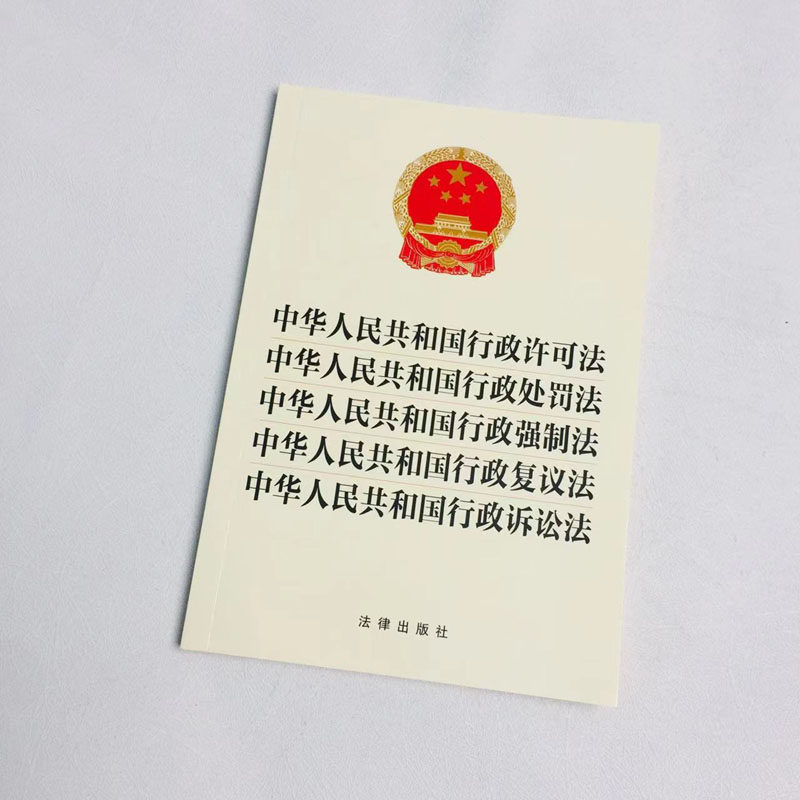 中华人民共和国行政许可法
中华人民共和国行政处罚法
中华人民共和国行政强制法
中华人民共和国行政复议法
中华人民共和国行政诉讼法
法律出版社